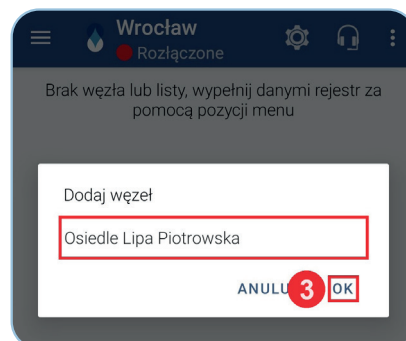 Wrocław
Rozłączone
Brak węzła lub listy, wypełnij danymi rejestr za
pomocą pozycji menu
Dodaj węzeł
Osiedle Lipa Piotrowska
ANULU 3 OK